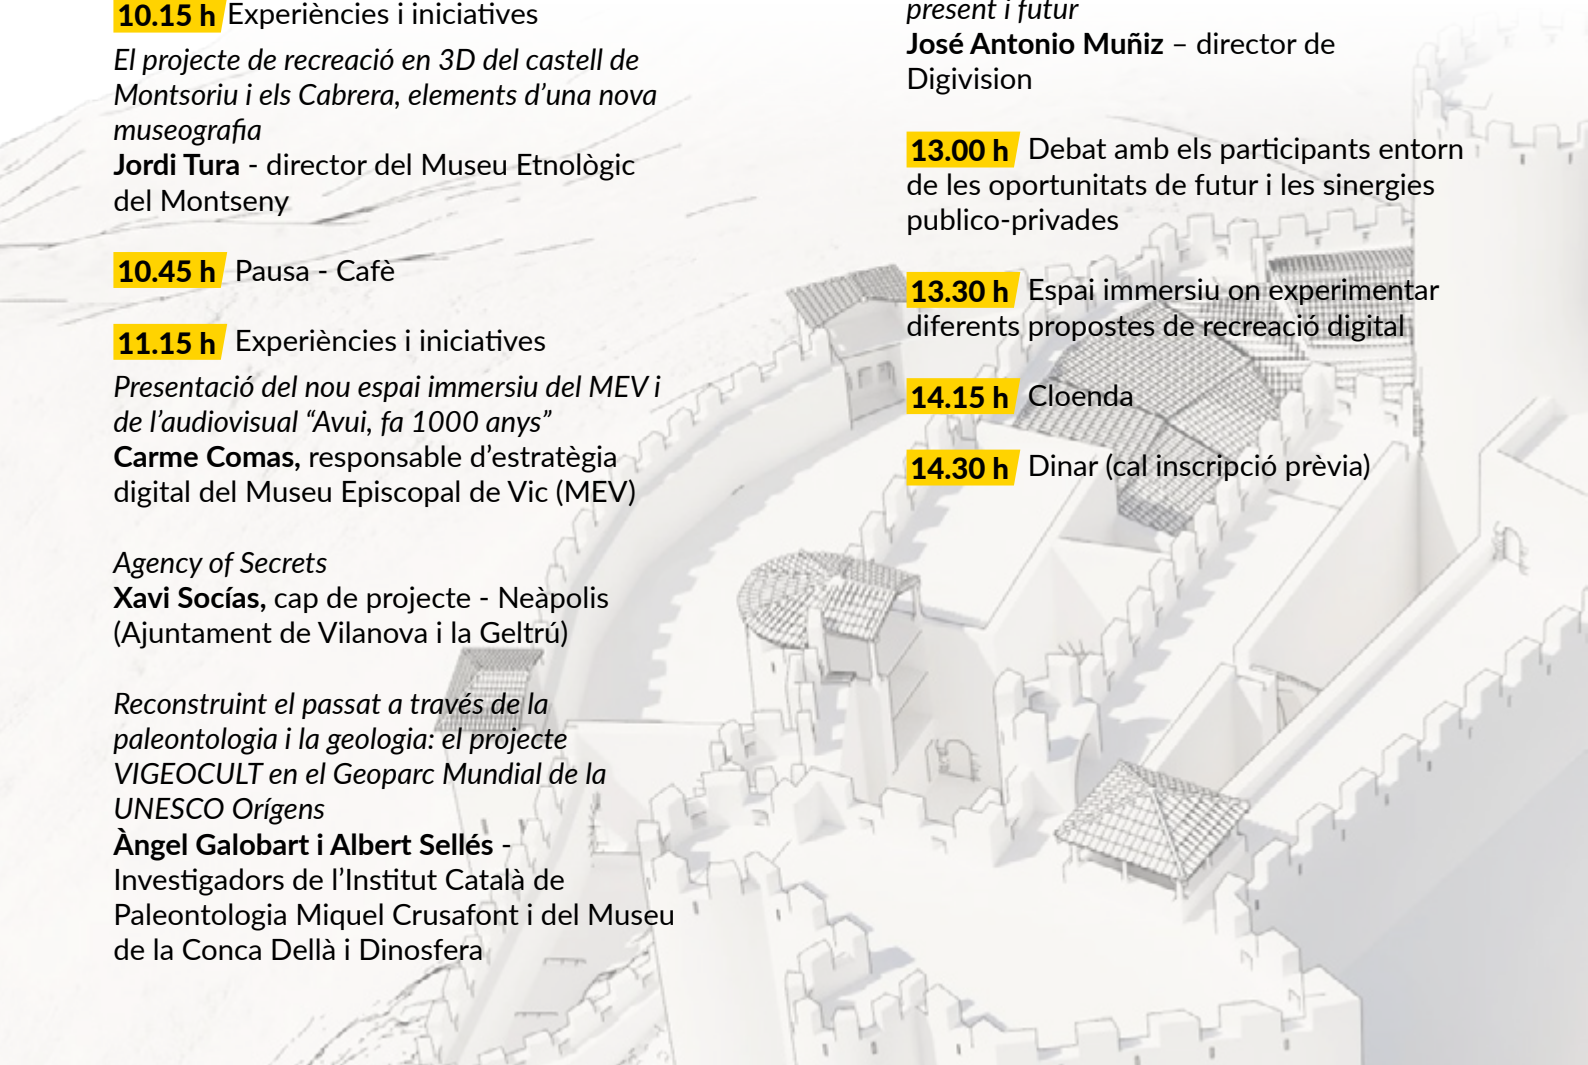 10.15 h Experiències i iniciatives
El projecte de recreació en 3D del castell de
Montsoriu i els Cabrera, elements d’una nova
museografia
Jordi Tura - director del Museu Etnològic
del Montseny
10.45 h Pausa - Cafè
11.15 h Experiències i iniciatives
Presentació del nou espai immersiu del MEV i
de l’audiovisual “Avui, fa 1000 anys”
Carme Comas, responsable d’estratègia
digital del Museu Episcopal de Vic (MEV)
Agency of Secrets
Xavi Socías, cap de projecte - Neàpolis
(Ajuntament de Vilanova i la Geltrú)
Reconstruint el passat a través de la
paleontologia i la geologia: el projecte
VIGEOCULT en el Geoparc Mundial de la
UNESCO Orígens
Àngel Galobart i Albert Sellés -
Investigadors de l’Institut Català de
Paleontologia Miquel Crusafont i del Museu
de la Conca Dellà i Dinosfera
present i futur
José Antonio Muñiz – director de
Digivision
13.00 h Debat amb els participants entorn
de les oportunitats de futur i les sinergies
publico-privades
13.30 h Espai immersiu on experimentar
diferents propostes de recreació digital
14.15 h Cloenda
14.30 h Dinar (cal inscripció prèvia)